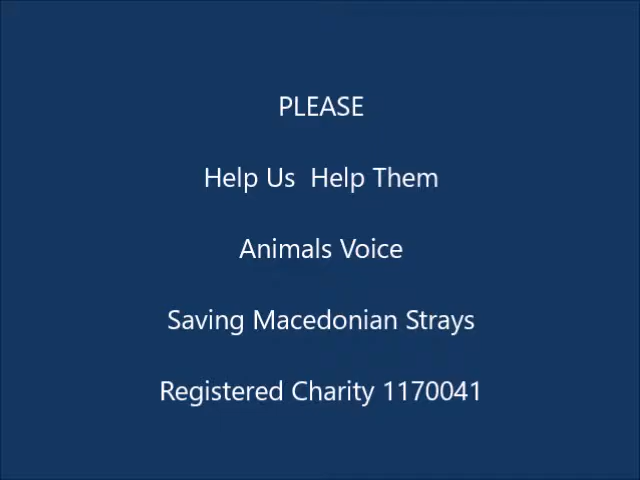 PLEASE
Help Us  Help Them
Animals Voice
Saving Macedonian Strays
Registered Charity 1170041